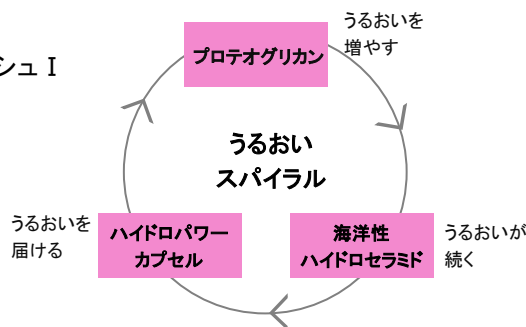 シュ I
プロテオグリカン
うるおいを
増やす
うるおい
スパイラル
うるおいを
届ける
ハイドロパワー
カプセル
海洋性
ハイドロセラミド
うるおいが
続く